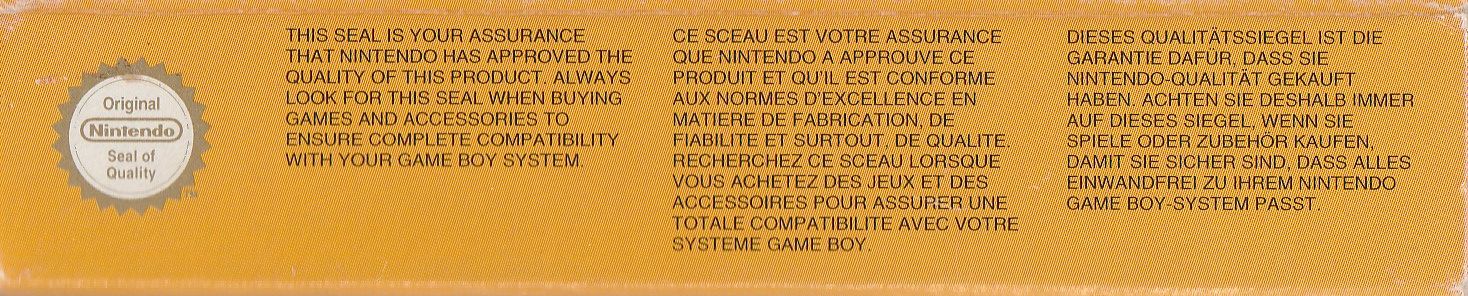 Original
Nintendo
Seal of
Quality
THIS SEAL IS YOUR ASSURANCE
THAT NINTENDO HAS APPROVED THE
QUALITY OF THIS PRODUCT. ALWAYS
LOOK FOR THIS SEAL WHEN BUYING
GAMES AND ACCESSORIES TO
ENSURE COMPLETE COMPATIBILITY
WITH YOUR GAME BOY SYSTEM.
CE SCEAU EST VOTRE ASSURANCE
QUE NINTENDO A APPROUVE CE
PRODUIT ET QU'IL EST CONFORME
AUX NORMES D'EXCELLENCE EN
MATIERE DE FABRICATION, DE
FIABILITE ET SURTOUT, DE QUALITE.
RECHERCHEZ CE SCEAU LORSQUE
VOUS ACHETEZ DES JEUX ET DES
ACCESSOIRES POUR ASSURER UNE
TOTALE COMPATIBILITE AVEC VOTRE
SYSTEME GAME BOY.
DIESES QUALITÄTSSIEGEL IST DIE
GARANTIE DAFÜR, DASS SIE
NINTENDO-QUALITÄT GEKAUFT
HABEN. ACHTEN SIE DESHALB IMMER
AUF DIESES SIEGEL, WENN SIE
SPIELE ODER ZUBEHÖR KAUFEN,
DAMIT SIE SICHER SIND, DASS ALLES
EINWANDFREI ZU IHREM NINTENDO
GAME BOY-SYSTEM PASST.